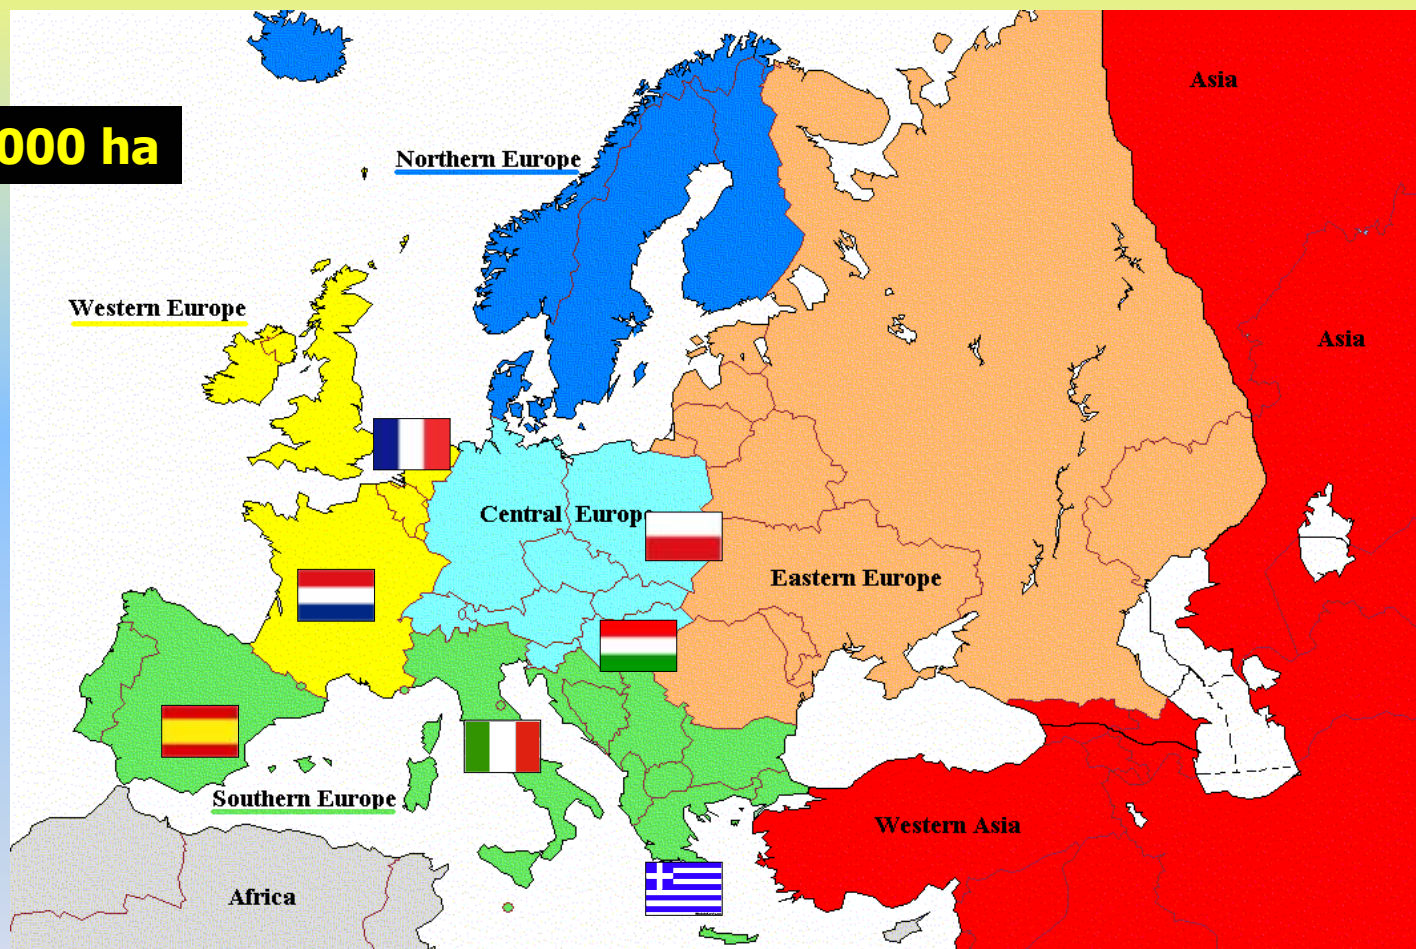 Asia
000 ha
Northern Europe
Western Europe
Asia
Central Europe
Eastern Europe
Southern Europe
Western Asia
Africa